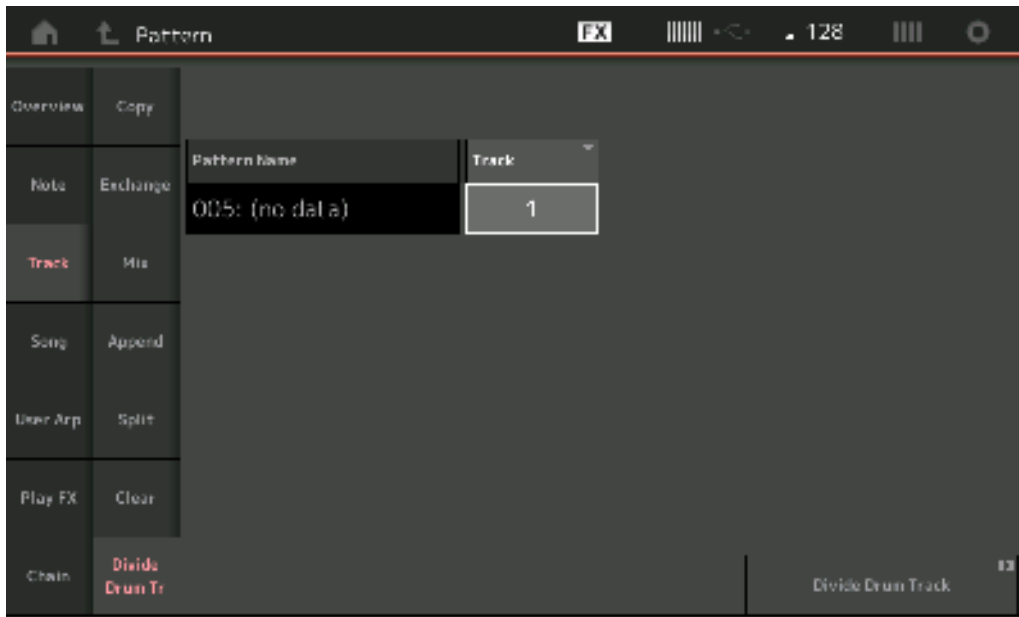 Pattern
FX
128
Overview
Copy
Pattern Name
Track
Note
Exchange
005: (no data)
1
Track
Mix
Song
Append
User Arp
Split
Play FX
Clear
Chain
Divide
Drum Tr
Divide Drum Track